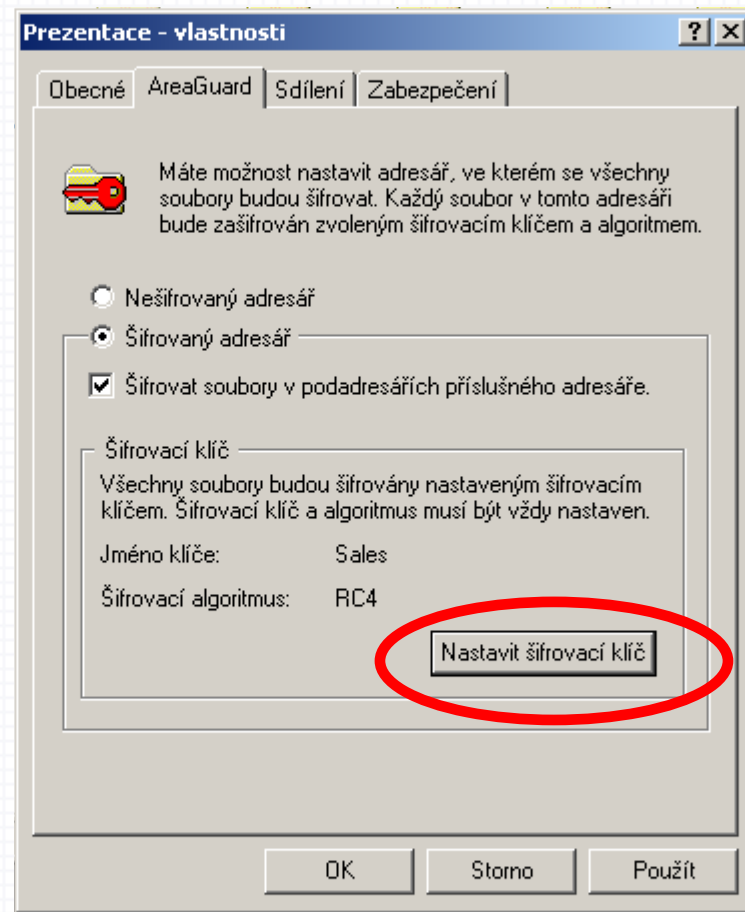 Prezentace - vlastnosti
Obecné AreaGuard Sdílení Zabezpečení
Máte možnost nastavit adresář, ve kterém se všechny
soubory budou šifrovat. Každý soubor v tomto adresáři
bude zašifrován zvoleným šifrovacím klíčem a algoritmem.
Nešifrovaný adresář
Šifrovaný adresář
Šifrovat soubory v podadresářích příslušného adresáře.
Šifrovací klíč
Všechny soubory budou šifrovány nastaveným šifrovacím
klíčem. Šifrovací klíč a algoritmus musí být vždy nastaven.
Jméno klíče: Sales
Šifrovací algoritmus: RC4
Nastavit šifrovací klíč
OK Storno Použít